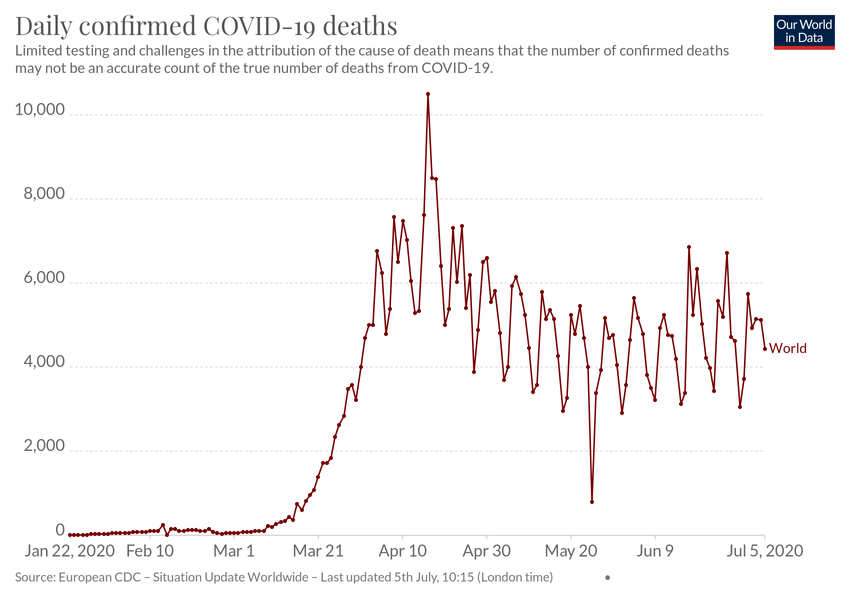 Daily confirmed COVID-19 deaths
Our World
in Data
Limited testing and challenges in the attribution of the cause of death means that the number of confirmed deaths
may not be an accurate count of the true number of deaths from COVID-19.
10,000
8,000
6,000
4,000
World
2,000
0
Jan 22, 2020 Feb 10 Mar 1 Mar 21 Apr 10 Apr 30 May 20 Jun 9 Jul 5, 2020
Source: European CDC – Situation Update Worldwide – Last updated 5th July, 10:15 (London time) •